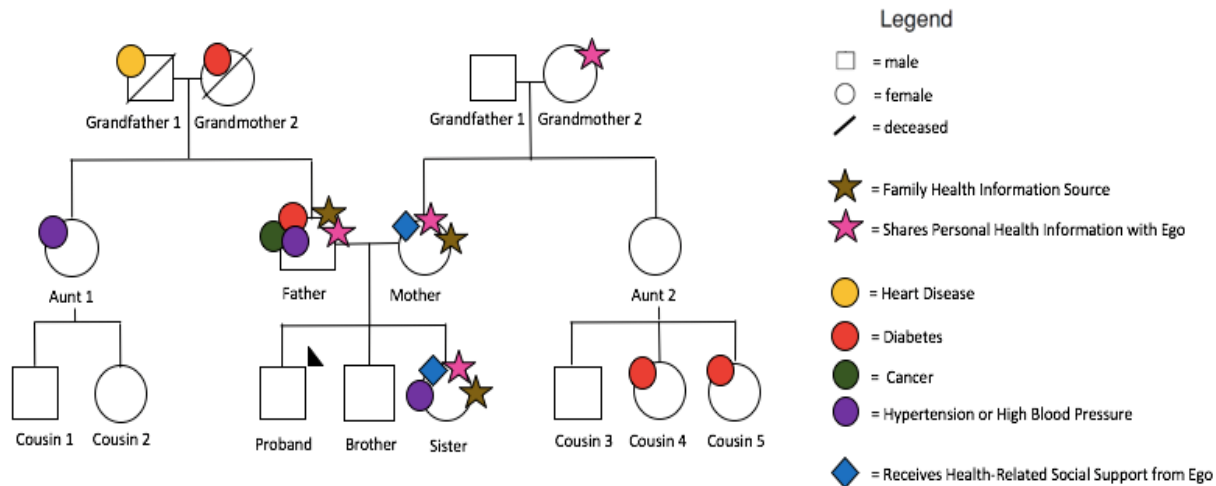 Legend
= male
= female
= deceased
Grandfather 1 Grandmother 2
Grandfather 1 Grandmother 2
= Family Health Information Source
= Shares Personal Health Information with Ego
Aunt 1
Father
Mother
Aunt 2
= Heart Disease
= Diabetes
= Cancer
= Hypertension or High Blood Pressure
Cousin 1 Cousin 2
Proband Brother Sister
Cousin 3 Cousin 4 Cousin 5
= Receives Health-Related Social Support from Ego